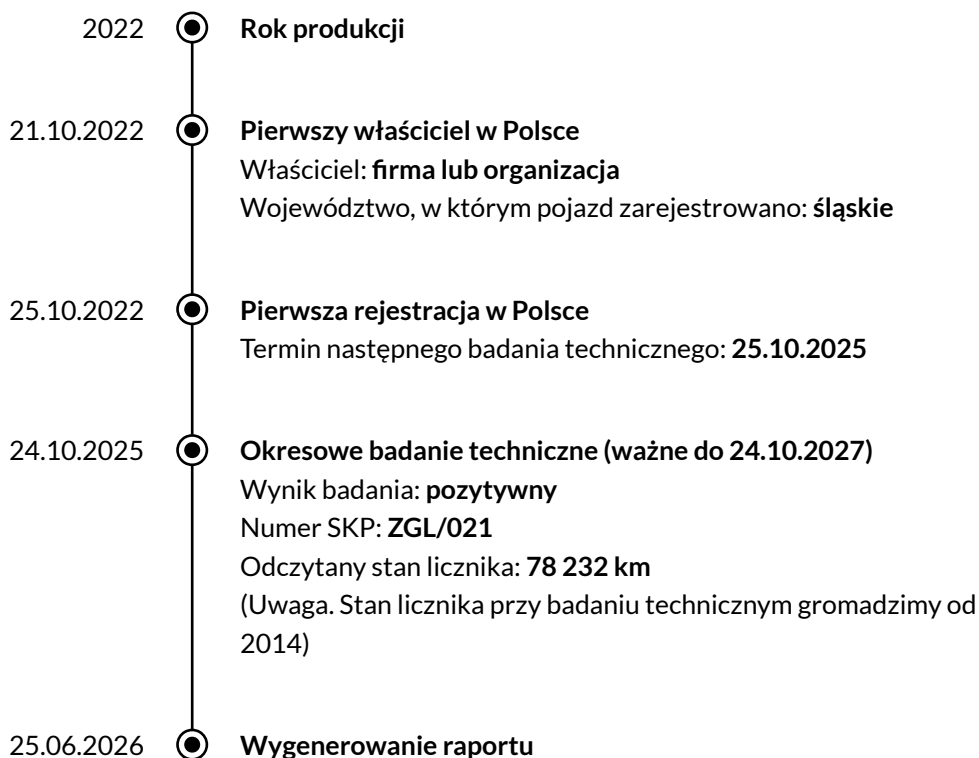 2022 Rok produkcji
21.10.2022 Pierwszy właściciel w Polsce
Właściciel: firma lub organizacja
Województwo, w którym pojazd zarejestrowano: śląskie
25.10.2022 Pierwsza rejestracja w Polsce
Termin następnego badania technicznego: 25.10.2025
24.10.2025 Okresowe badanie techniczne (ważne do 24.10.2027)
Wynik badania: pozytywny
Numer SKP: ZGL/021
Odczytany stan licznika: 78 232 km
(Uwaga. Stan licznika przy badaniu technicznym gromadzimy od
2014)
25.06.2026 Wygenerowanie raportu